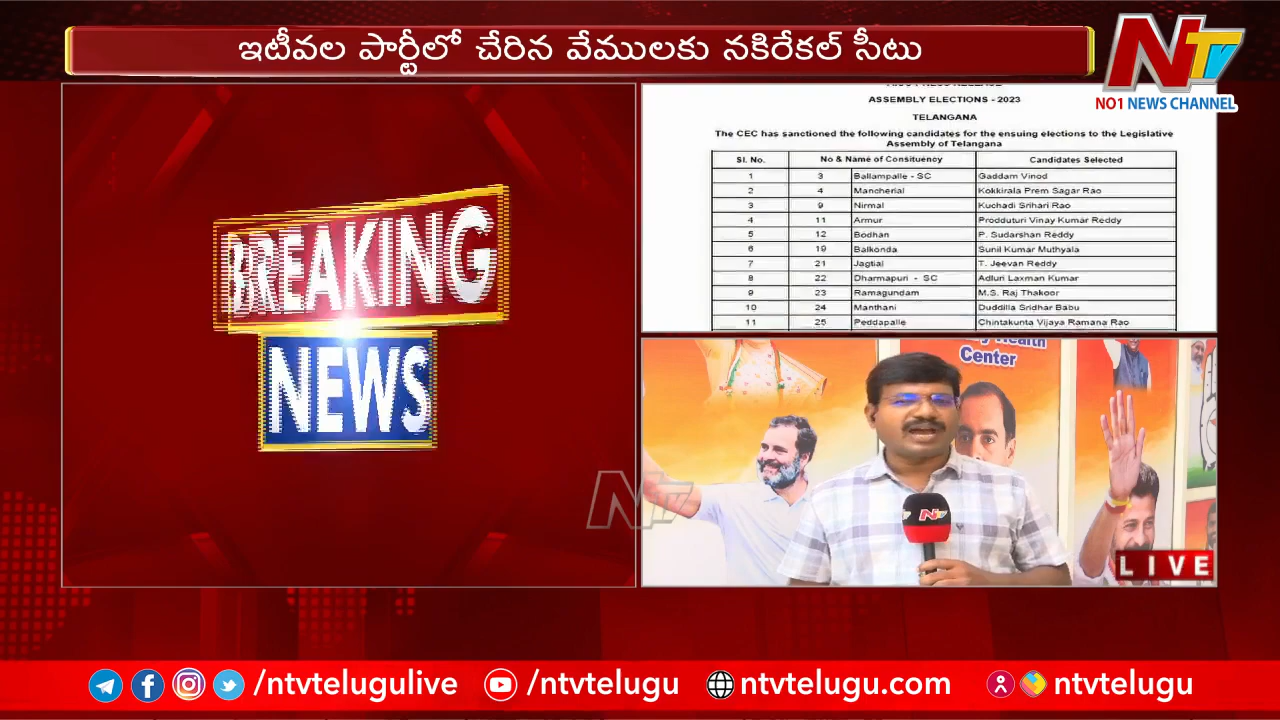 ఇటీవల పార్టీలో చేరిన వేములకు నకిరేకల్ సీటు
NTV
NO1 NEWS CHANNEL
BREAKING
NEWS
ASSEMBLY ELECTIONS - 2023
TELANGANA
The CEC has sanctioned the following candidates for the ensuing elections to the Legislative
Assembly of Telangana
Sl. No. No & Name of Consituency Candidates Selected
1 3 Ballampalle - SC Gaddam Vinod
2 4 Mancherial Kokkirala Prem Sagar Rao
3 9 Nirmal Kuchadi Srihari Rao
4 11 Armur Prodduturi Vinay Kumar Reddy
5 12 Bodhan P. Sudarshan Reddy
6 19 Balkonda Sunil Kumar Muthyala
7 21 Jagtial T. Jeevan Reddy
8 22 Dharmapuri - SC Adluri Laxman Kumar
9 23 Ramagundam M.S. Raj Thakoor
10 24 Manthani Duddilla Sridhar Babu
11 25 Peddapalle Chintakunta Vijaya Ramana Rao
Health
Center
NTV
NTV
LIVE
/ntvtelugulive /ntvtelugu ntvtelugu.com ntvtelugu